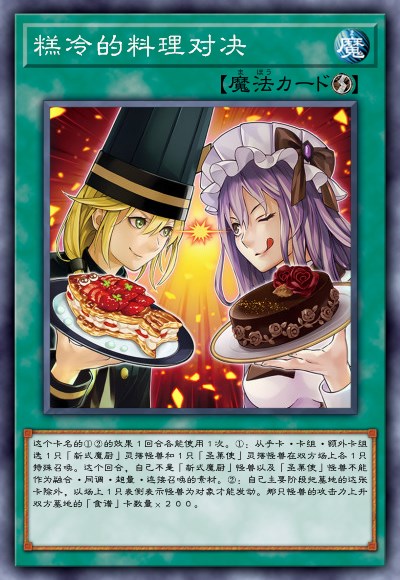 糕冷的料理对决
魔
【魔法カード】
まほう
这个卡名的①②的效果1回合各能使用1次。①：从手卡·卡组·额外卡组
选1只「新式魔厨」灵摆怪兽和1只「圣菓使」灵摆怪兽在双方场上各1只
特殊召唤。这个回合，自己不是「新式魔厨」怪兽以及「圣菓使」怪兽不能
作为融合·同调·超量·连接召唤的素材。②：自己主要阶段把墓地的这张
卡除外，以场上1只表侧表示怪兽为对象才能发动。那只怪兽的攻击力上升
双方墓地的「食谱」卡数量×200。